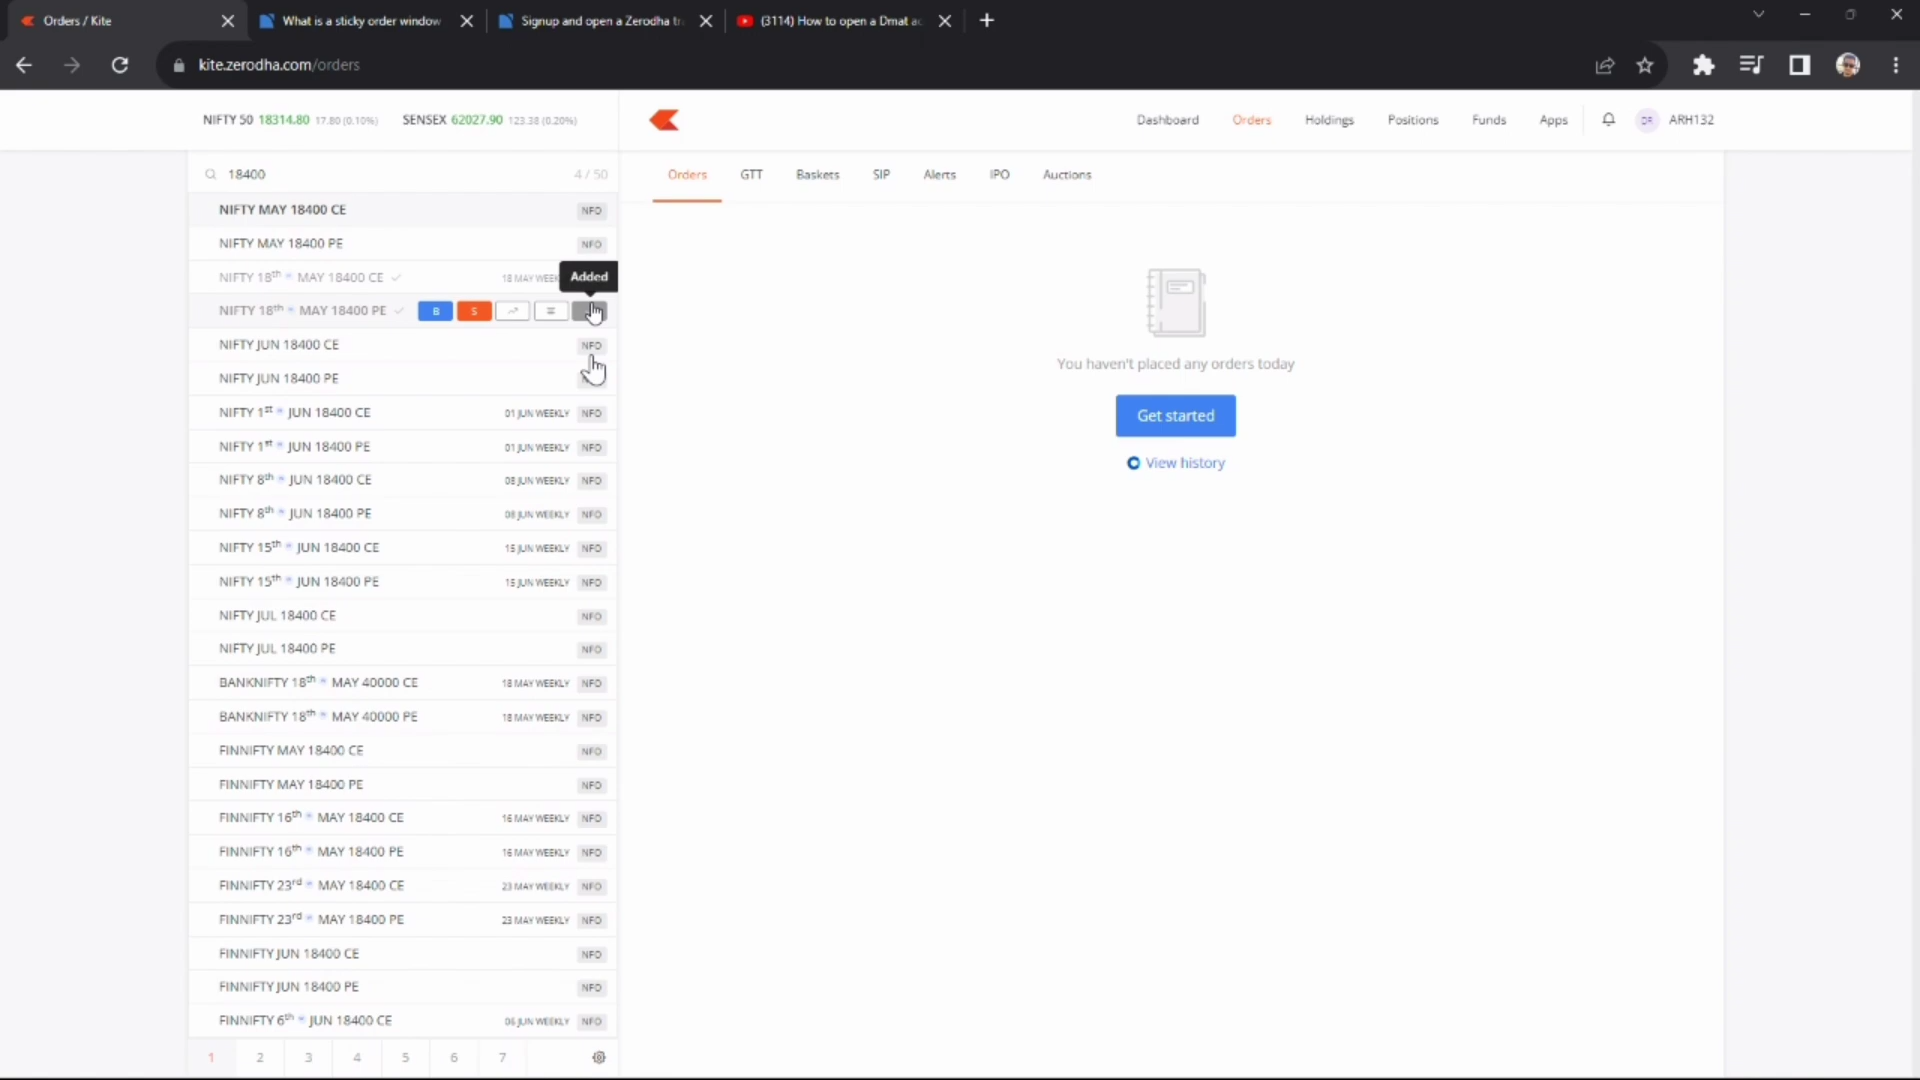 Orders / Kite
What is a sticky order window
Signup and open a Zerodha tr
(3114) How to open a Dmat ac
kite.zerodha.com/orders
NIFTY 50 18314.80 17.80 (0.10%) SENSEX 62027.90 123.38 (0.20%)
Dashboard Orders Holdings Positions Funds Apps DR ARH132
18400 4 / 50
Orders GTT Baskets SIP Alerts IPO Auctions
NIFTY MAY 18400 CE NFO
NIFTY MAY 18400 PE NFO
NIFTY 18th MAY 18400 CE 18 MAY WEEK
Added
NIFTY 18th MAY 18400 PE B S
NIFTY JUN 18400 CE NFO
NIFTY JUN 18400 PE
NIFTY 1st JUN 18400 CE 01 JUN WEEKLY NFO
NIFTY 1st JUN 18400 PE 01 JUN WEEKLY NFO
NIFTY 8th JUN 18400 CE 08 JUN WEEKLY NFO
NIFTY 8th JUN 18400 PE 08 JUN WEEKLY NFO
NIFTY 15th JUN 18400 CE 15 JUN WEEKLY NFO
NIFTY 15th JUN 18400 PE 15 JUN WEEKLY NFO
NIFTY JUL 18400 CE NFO
NIFTY JUL 18400 PE NFO
BANKNIFTY 18th MAY 40000 CE 18 MAY WEEKLY NFO
BANKNIFTY 18th MAY 40000 PE 18 MAY WEEKLY NFO
FINNIFTY MAY 18400 CE NFO
FINNIFTY MAY 18400 PE NFO
FINNIFTY 16th MAY 18400 CE 16 MAY WEEKLY NFO
FINNIFTY 16th MAY 18400 PE 16 MAY WEEKLY NFO
FINNIFTY 23rd MAY 18400 CE 23 MAY WEEKLY NFO
FINNIFTY 23rd MAY 18400 PE 23 MAY WEEKLY NFO
FINNIFTY JUN 18400 CE NFO
FINNIFTY JUN 18400 PE NFO
FINNIFTY 6th JUN 18400 CE 06 JUN WEEKLY NFO
1 2 3 4 5 6 7
You haven't placed any orders today
Get started
View history